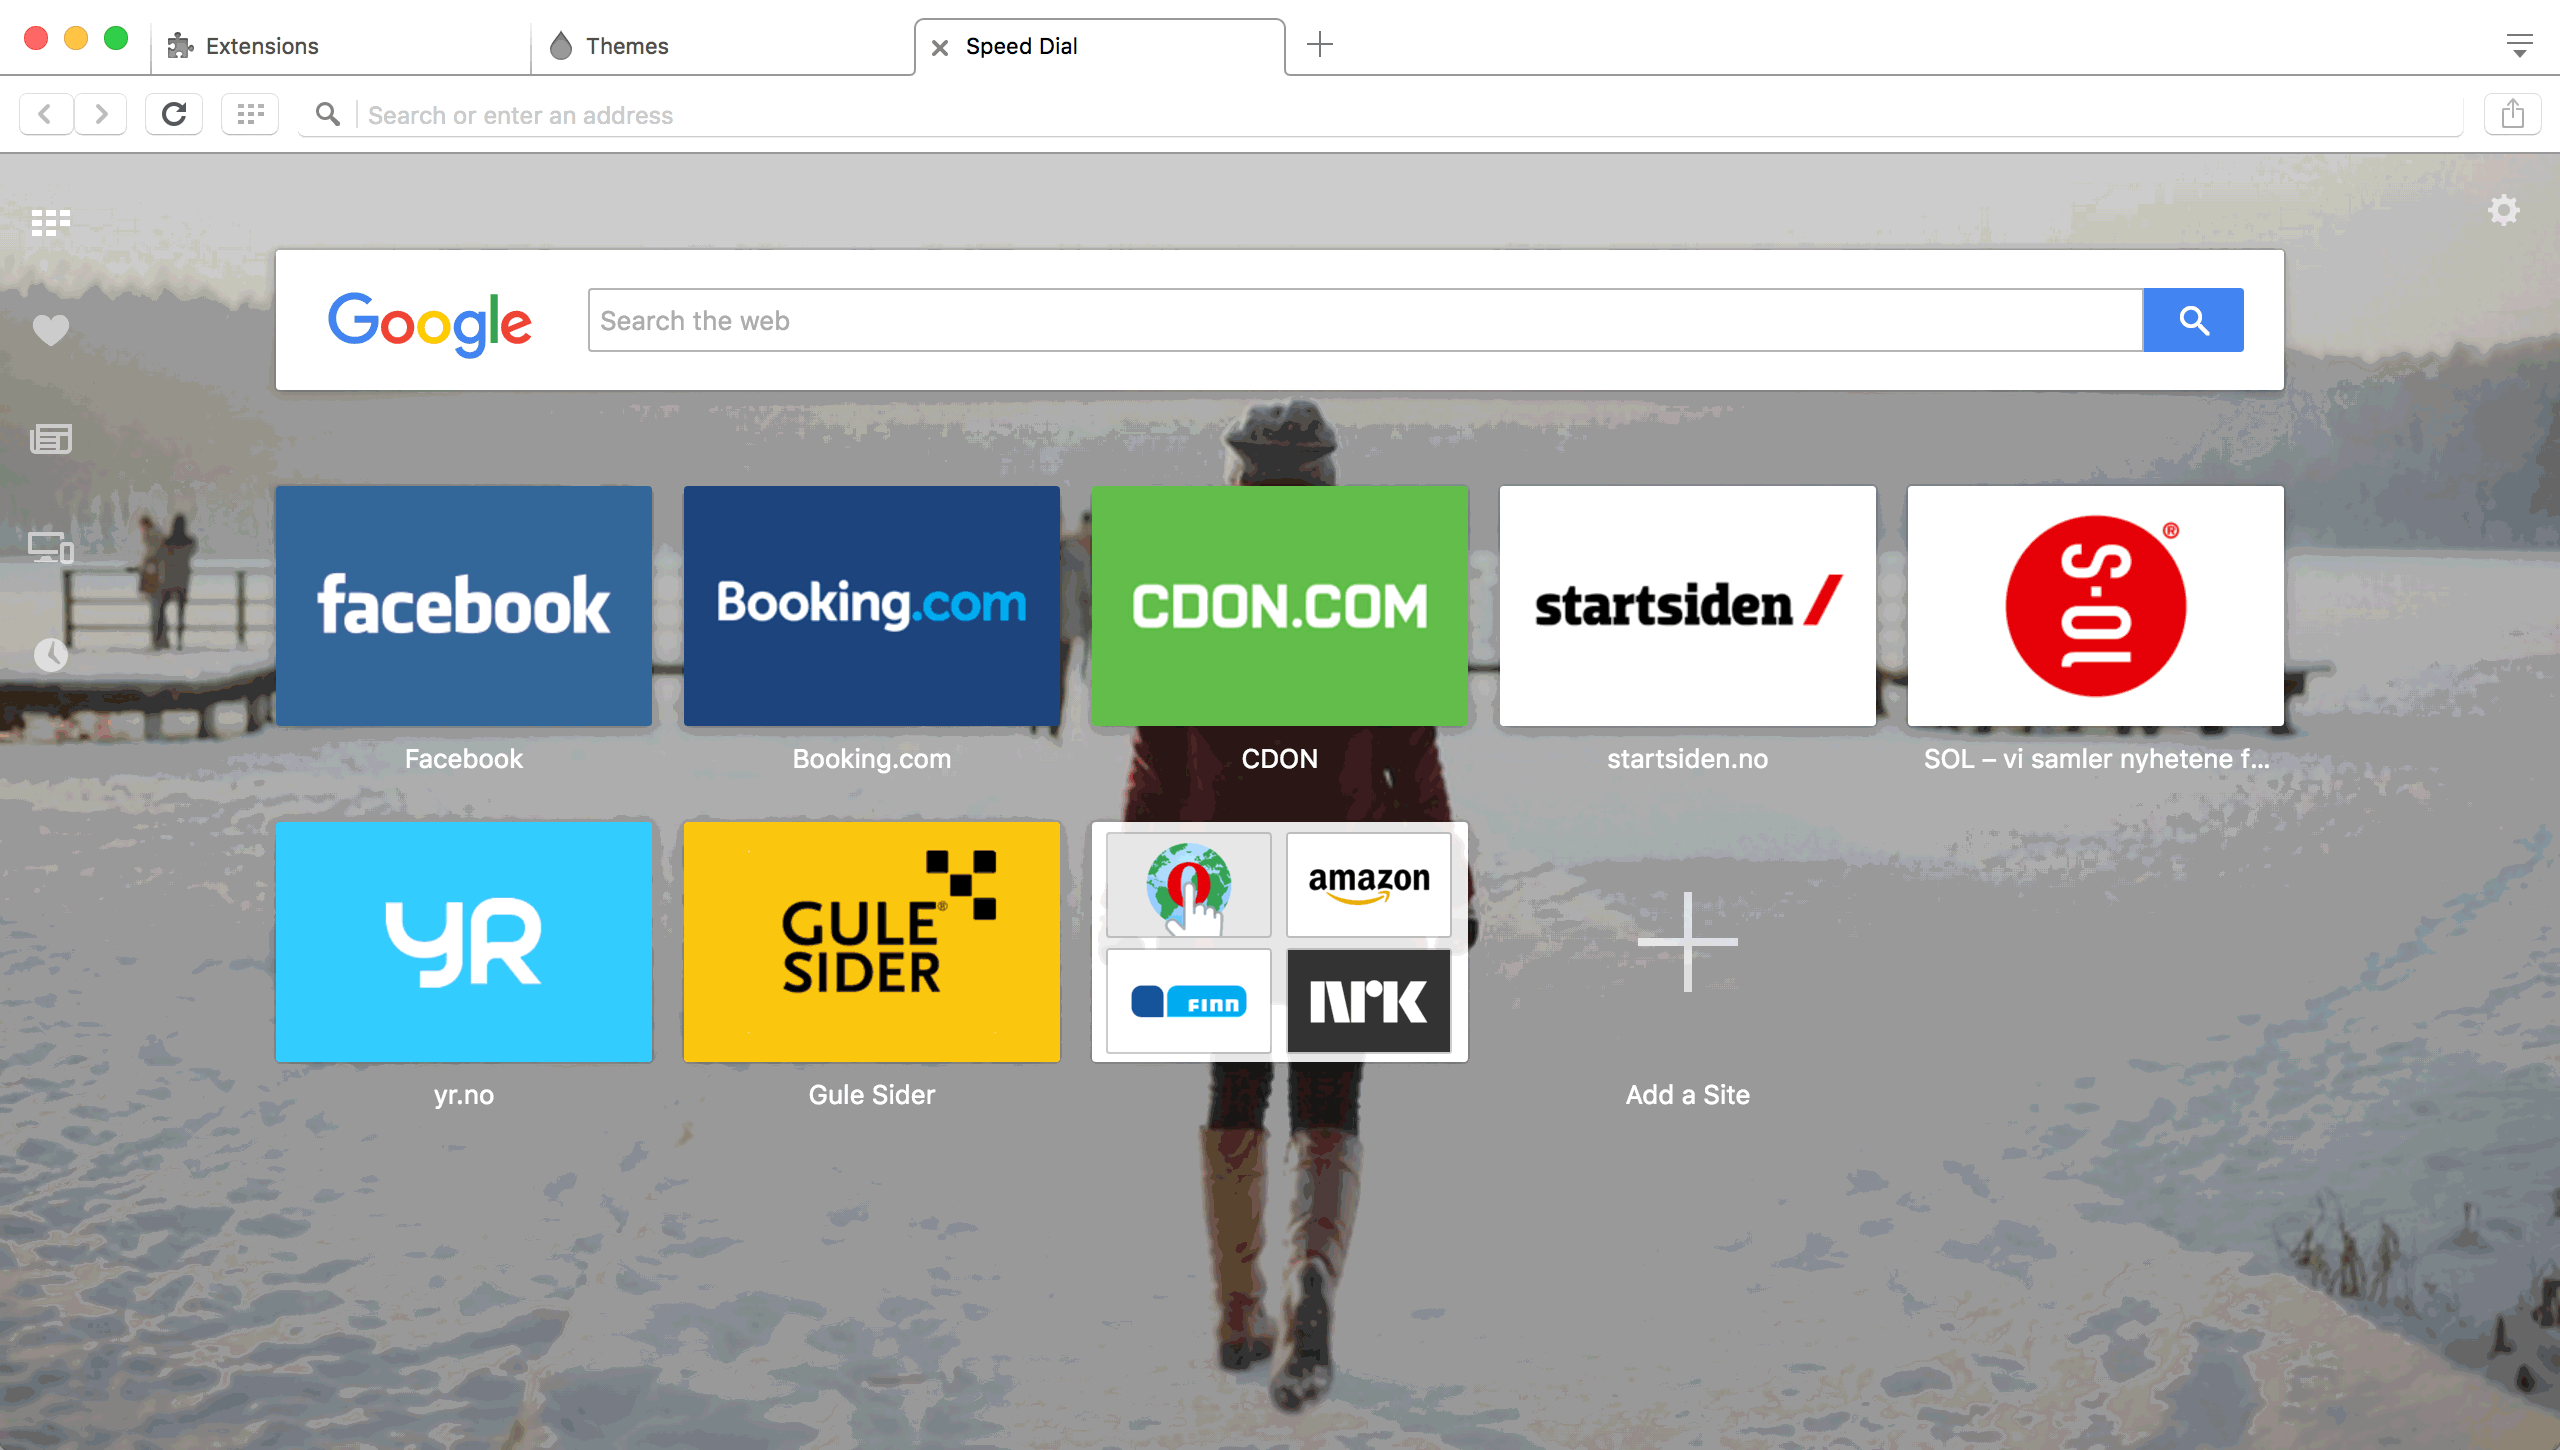 Extensions
Themes
Speed Dial
Search or enter an address
Google
Search the web
facebook
Booking.com
CDON.COM
startsiden
SOL ®
Facebook
Booking.com
CDON
startsiden.no
SOL – vi samler nyhetene f...
YR
GULE®
SIDER
amazon
FINN
NRK
yr.no
Gule Sider
Add a Site